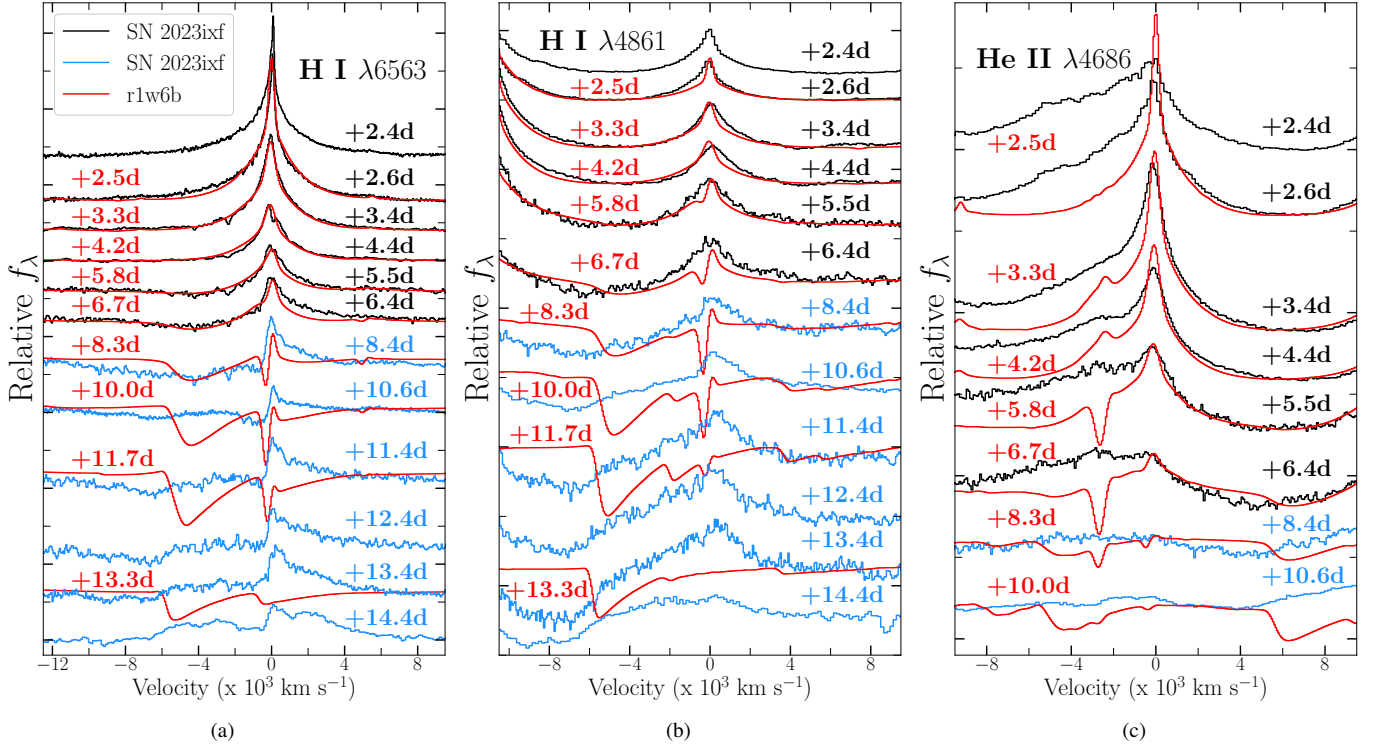 SN 2023ixf
SN 2023ixf
r1w6b
H I λ6563
+2.4d
+2.5d
+2.6d
+3.3d
+3.4d
+4.2d
+4.4d
+5.8d
+5.5d
+6.7d
+6.4d
+8.3d
+8.4d
+10.0d
+10.6d
+11.7d
+11.4d
+12.4d
+13.3d
+13.4d
+14.4d
Relative fλ
−12 −8 −4 0 4 8
Velocity (x 10³ km s⁻¹)
(a)
H I λ4861
+2.4d
+2.5d
+2.6d
+3.3d
+3.4d
+4.2d
+4.4d
+5.8d
+5.5d
+6.7d
+6.4d
+8.3d
+8.4d
+10.0d
+10.6d
+11.7d
+11.4d
+12.4d
+13.4d
+13.3d
+14.4d
Relative fλ
−8 −4 0 4 8
Velocity (x 10³ km s⁻¹)
(b)
He II λ4686
+2.4d
+2.5d
+2.6d
+3.3d
+3.4d
+4.2d
+4.4d
+5.8d
+5.5d
+6.7d
+6.4d
+8.3d
+8.4d
+10.0d
+10.6d
Relative fλ
−8 −4 0 4 8
Velocity (x 10³ km s⁻¹)
(c)